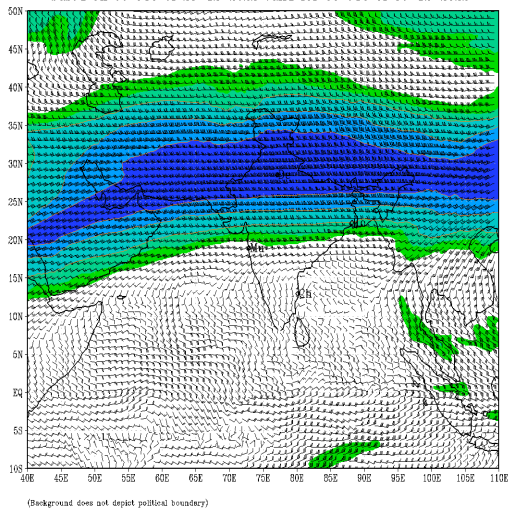 50N
45N
40N
35N
30N
25N
20N
15N
10N
5N
EQ
5S
10S
40E 45E 50E 55E 60E 65E 70E 75E 80E 85E 90E 95E 100E 105E 110E
Mu
(Background does not depict political boundary)